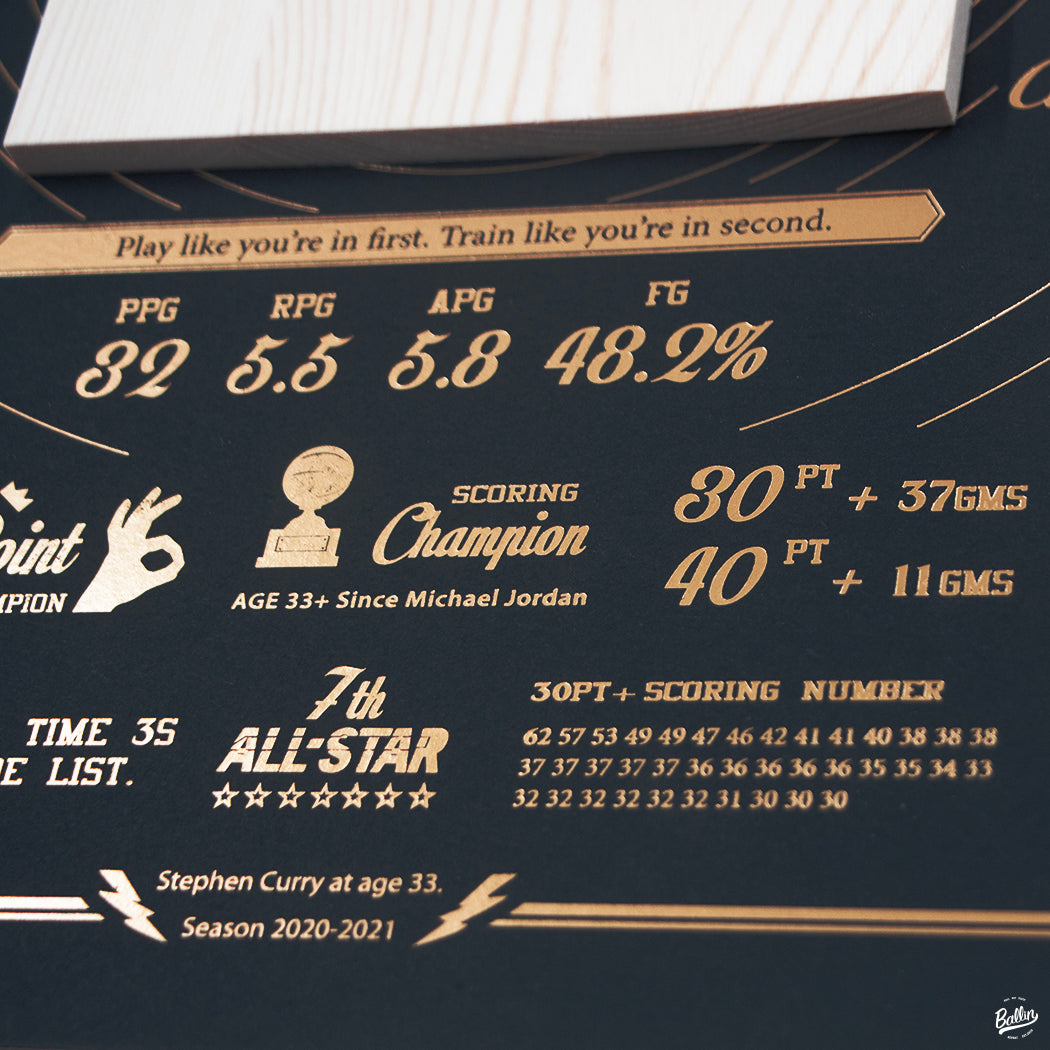 Play like you're in first. Train like you're in second.
PPG RPG APG FG
32 5.5 5.8 48.2%
SCORING
Champion
AGE 33+ Since Michael Jordan
30 PT + 37GMS
40 PT + 11GMS
TIME 3S
LIST.
7th
ALL-STAR
30PT+ SCORING NUMBER
62 57 53 49 49 47 46 42 41 41 40 38 38 38
37 37 37 37 37 36 36 36 36 36 35 35 34 33
32 32 32 32 32 32 31 30 30 30
Stephen Curry at age 33.
Season 2020-2021
Ballin